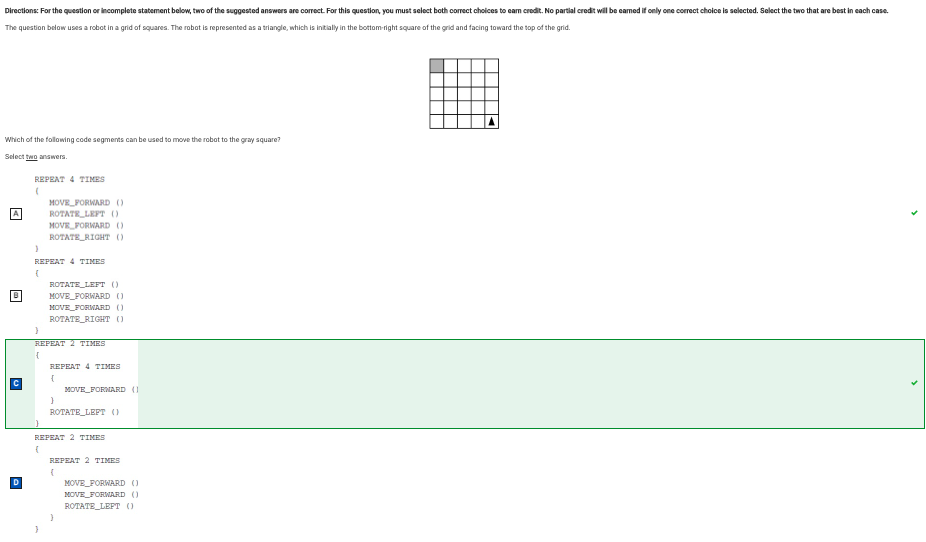 Directions: For the question or incomplete statement below, two of the suggested answers are correct. For this question, you must select both correct choices to earn credit. No partial credit will be earned if only one correct choice is selected. Select the two that are best in each case.
The question below uses a robot in a grid of squares. The robot is represented as a triangle, which is initially in the bottom-right square of the grid and facing toward the top of the grid.
Which of the following code segments can be used to move the robot to the gray square?
Select two answers.
A
REPEAT 4 TIMES
{
MOVE_FORWARD ()
ROTATE_LEFT ()
MOVE_FORWARD ()
ROTATE_RIGHT ()
}
B
REPEAT 4 TIMES
{
ROTATE_LEFT ()
MOVE_FORWARD ()
MOVE_FORWARD ()
ROTATE_RIGHT ()
}
C
REPEAT 2 TIMES
{
REPEAT 4 TIMES
{
MOVE_FORWARD ()
}
ROTATE_LEFT ()
}
D
REPEAT 2 TIMES
{
REPEAT 2 TIMES
{
MOVE_FORWARD ()
MOVE_FORWARD ()
ROTATE_LEFT ()
}
}